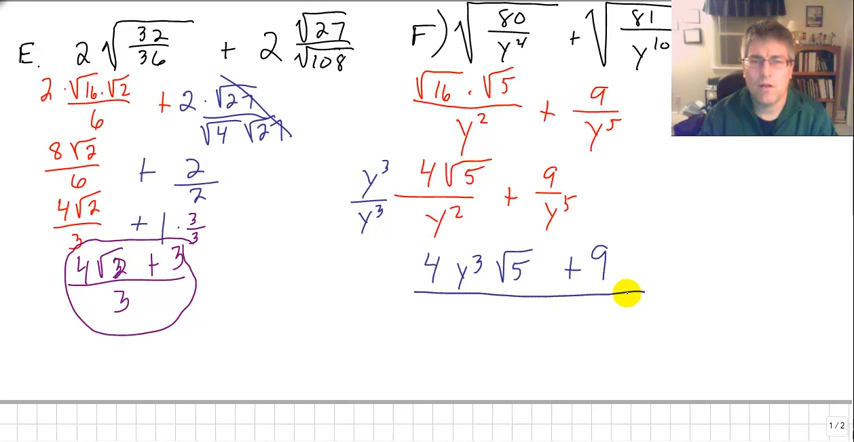 E. 2√(32/36) + 2 √27/√108
2·√16·√2/6 + 2·√27/(√4 √27)
8√2/6 + 2/2
4√2/3 + 1·3/3
(4√2 + 3)/3
F) √(80/y⁴) + √(81/y¹⁰)
√16·√5/y² + 9/y⁵
y³/y³ 4√5/y² + 9/y⁵
4 y³ √5 + 9
1/2